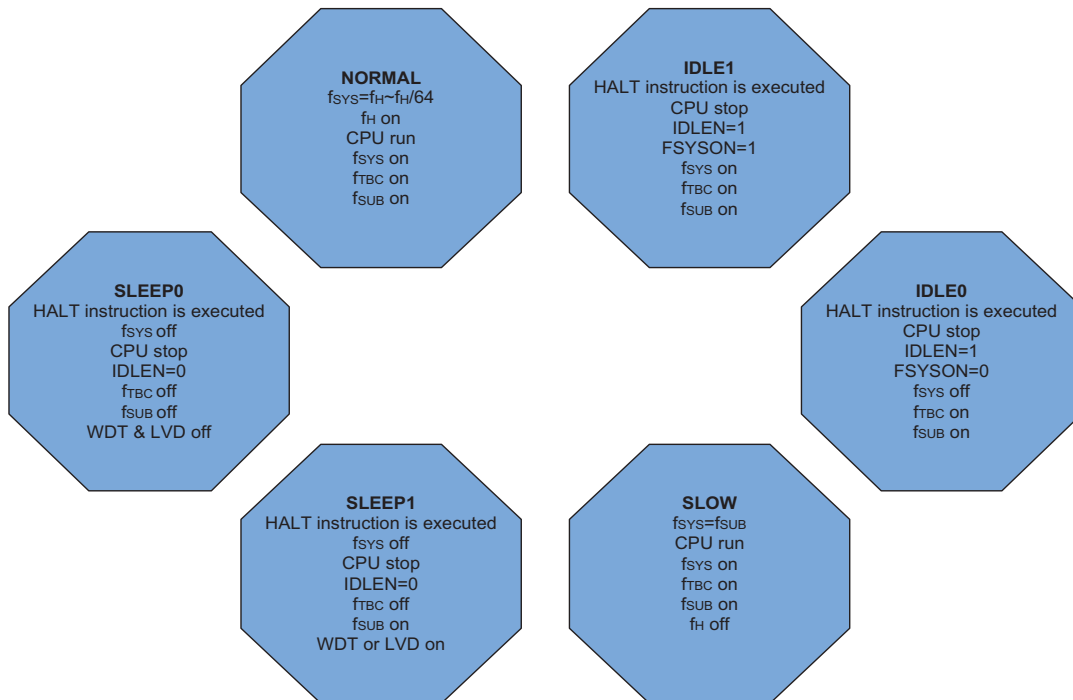 NORMAL
fSYS=fH~fH/64
fH on
CPU run
fSYS on
fTBC on
fSUB on
IDLE1
HALT instruction is executed
CPU stop
IDLEN=1
FSYSON=1
fSYS on
fTBC on
fSUB on
SLEEP0
HALT instruction is executed
fSYS off
CPU stop
IDLEN=0
fTBC off
fSUB off
WDT & LVD off
IDLE0
HALT instruction is executed
CPU stop
IDLEN=1
FSYSON=0
fSYS off
fTBC on
fSUB on
SLEEP1
HALT instruction is executed
fSYS off
CPU stop
IDLEN=0
fTBC off
fSUB on
WDT or LVD on
SLOW
fSYS=fSUB
CPU run
fSYS on
fTBC on
fSUB on
fH off